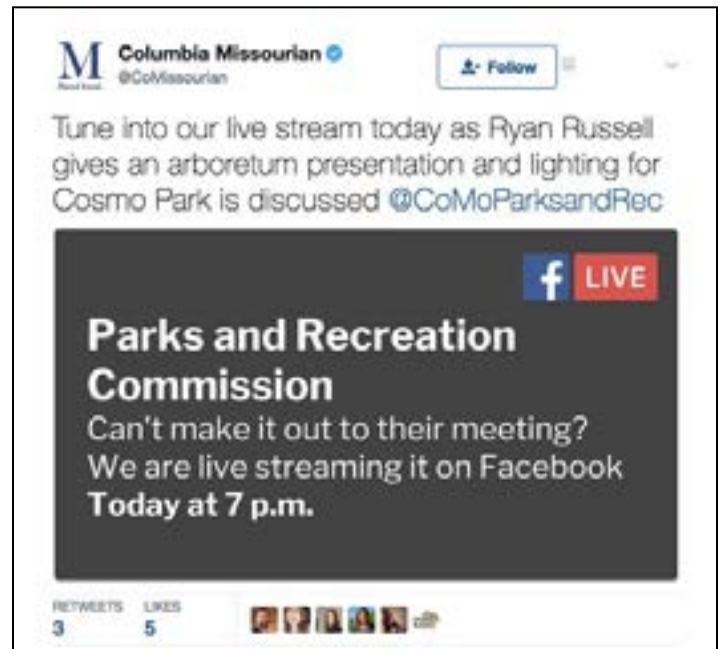 M Columbia Missourian
@CoMissourian
Follow
Tune into our live stream today as Ryan Russell
gives an arboretum presentation and lighting for
Cosmo Park is discussed @CoMoParksandRec
f LIVE
Parks and Recreation
Commission
Can't make it out to their meeting?
We are live streaming it on Facebook
Today at 7 p.m.
RETWEETS LIKES
3 5